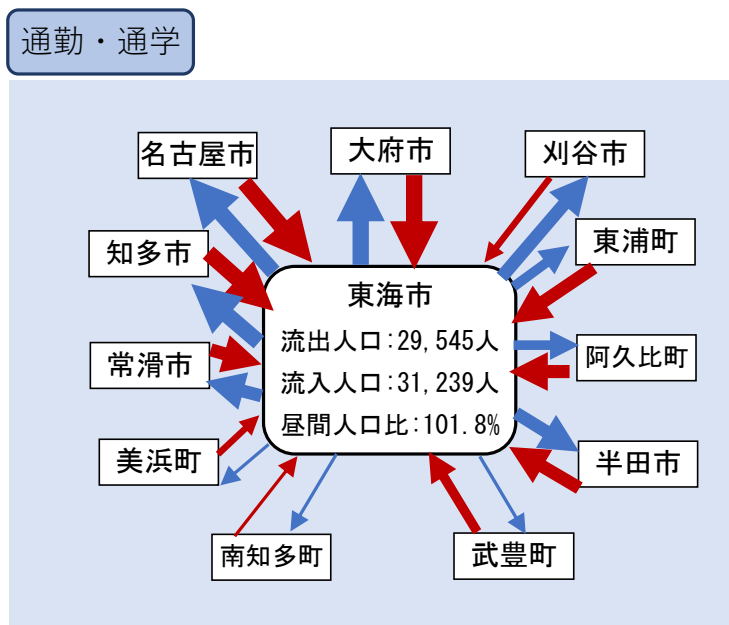 通勤・通学
名古屋市
大府市
刈谷市
知多市
東浦町
東海市
流出人口:29,545人
流入人口:31,239人
昼間人口比:101.8%
常滑市
阿久比町
美浜町
半田市
南知多町
武豊町